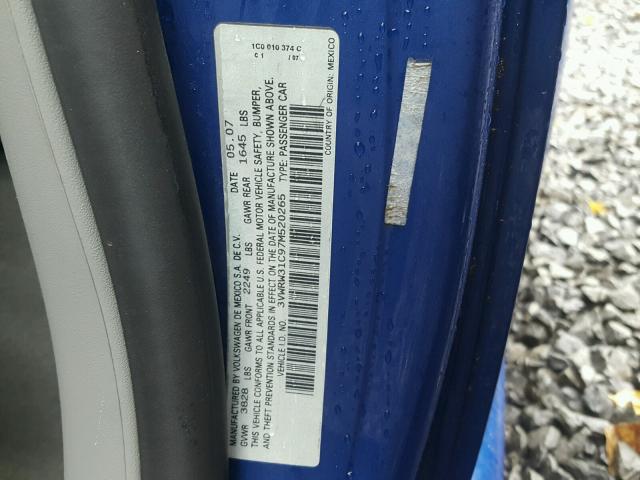 MANUFACTURED BY VOLKSWAGEN DE MEXICO S.A. DE C.V. DATE 05.07
GVWR 3828 LBS GAWR FRONT 2249 LBS GAWR REAR 1645 LBS
THIS VEHICLE CONFORMS TO ALL APPLICABLE U.S. FEDERAL MOTOR VEHICLE SAFETY, BUMPER,
AND THEFT PREVENTION STANDARDS IN EFFECT ON THE DATE OF MANUFACTURE SHOWN ABOVE.
VEHICLE I.D. NO. 3VWRW31C97M520265 TYPE: PASSENGER CAR
1C0 010 374 C
C 1 / 07
COUNTRY OF ORIGIN: MEXICO